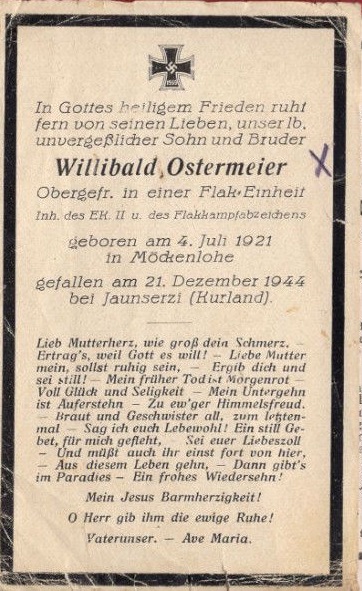 In Gottes heiligem Frieden ruht
fern von seinen Lieben, unser lb.
unvergeßlicher Sohn und Bruder
Willibald Ostermeier
Obergefr. in einer Flak-Einheit
Inh. des EK. II u. des Flakkampfabzeichens
geboren am 4. Juli 1921
in Möckenlohe
gefallen am 21. Dezember 1944
bei Jaunserzi (Kurland).
Lieb Mutterherz, wie groß dein Schmerz. –
Ertrag's, weil Gott es will! – Liebe Mutter
mein, sollst ruhig sein, – Ergib dich und
sei still! – Mein früher Tod ist Morgenrot –
Voll Glück und Seligkeit – Mein Untergehn
ist Auferstehn – Zu ew'ger Himmelsfreud.
– Braut und Geschwister all, zum letzten-
mal – Sag ich euch Lebewohl! Ein still Ge-
bet, für mich gefleht, – Sei euer Liebeszoll
– Und müßt auch ihr einst fort von hier,
– Aus diesem Leben gehn, – Dann gibt's
im Paradies – Ein frohes Wiedersehn!
Mein Jesus Barmherzigkeit!
O Herr gib ihm die ewige Ruhe!
Vaterunser. – Ave Maria.